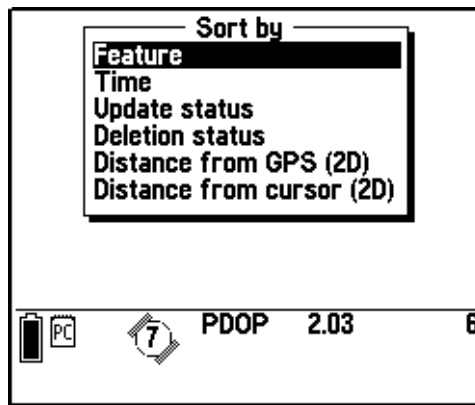 Sort by
Feature
Time
Update status
Deletion status
Distance from GPS (2D)
Distance from cursor (2D)
PC 7 PDOP 2.03